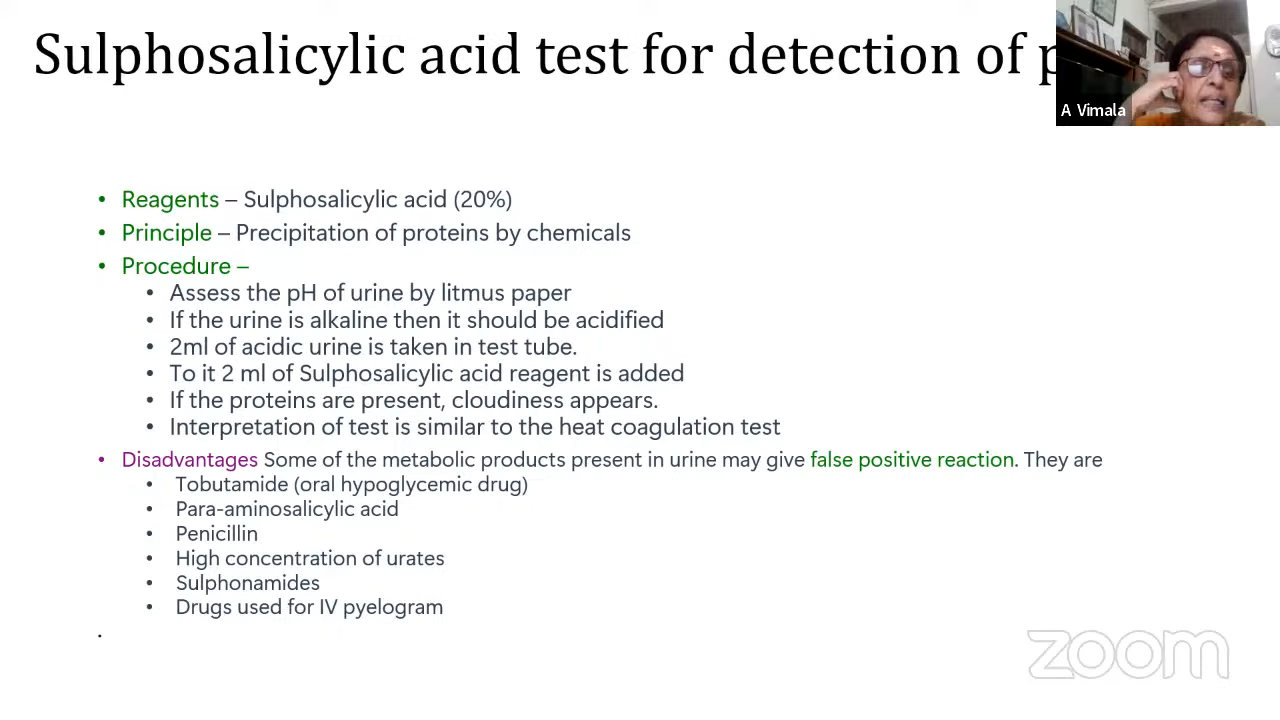 Sulphosalicylic acid test for detection of
A Vimala
• Reagents – Sulphosalicylic acid (20%)
• Principle – Precipitation of proteins by chemicals
• Procedure –
• Assess the pH of urine by litmus paper
• If the urine is alkaline then it should be acidified
• 2ml of acidic urine is taken in test tube.
• To it 2 ml of Sulphosalicylic acid reagent is added
• If the proteins are present, cloudiness appears.
• Interpretation of test is similar to the heat coagulation test
• Disadvantages Some of the metabolic products present in urine may give false positive reaction. They are
• Tobutamide (oral hypoglycemic drug)
• Para-aminosalicylic acid
• Penicillin
• High concentration of urates
• Sulphonamides
• Drugs used for IV pyelogram
.
zoom